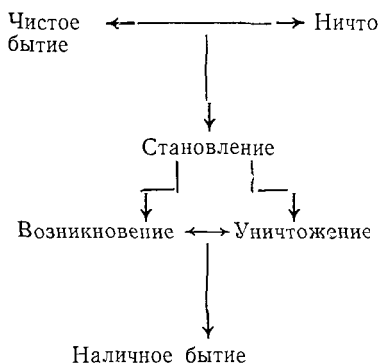 Чистое бытие
Ничто
Становление
Возникновение
Уничтожение
Наличное бытие